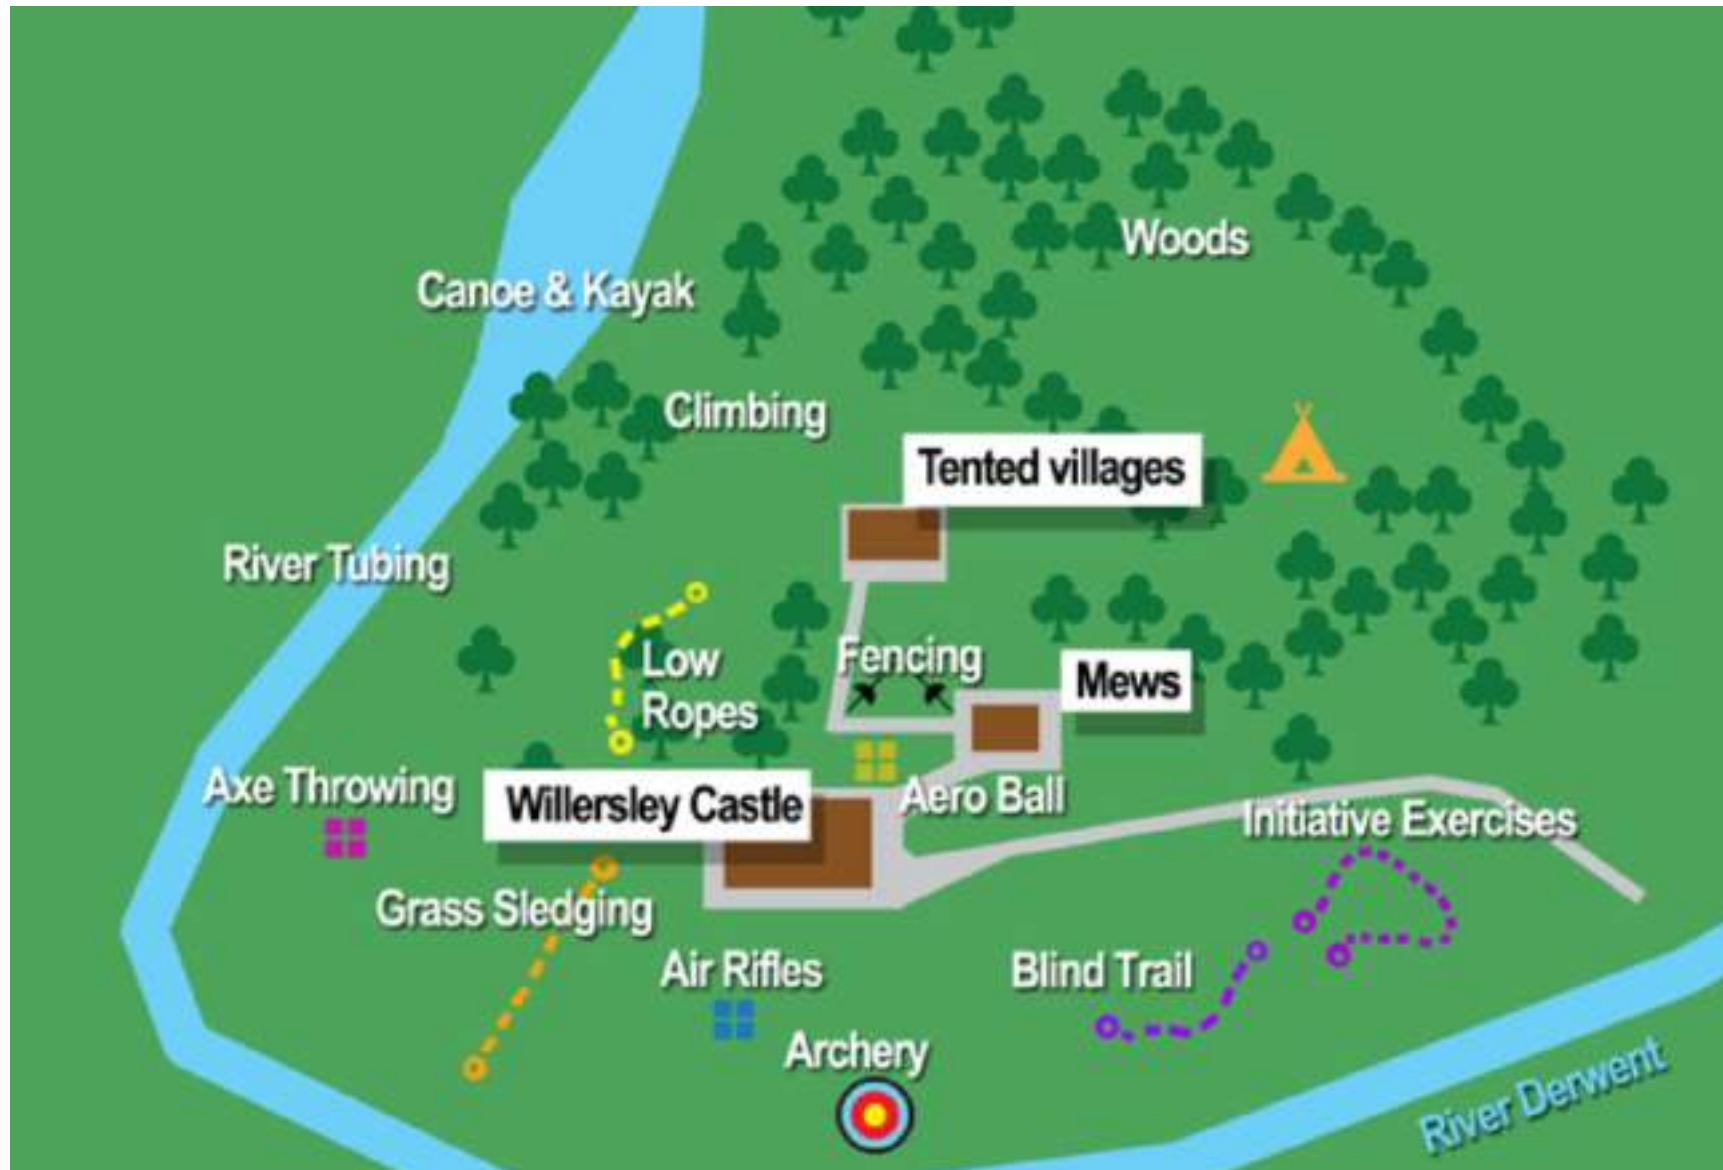 Woods
Canoe & Kayak
Climbing
Tented villages
River Tubing
Low
Ropes
Fencing
Mews
Axe Throwing
Willersley Castle
Aero Ball
Initiative Exercises
Grass Sledging
Air Rifles
Blind Trail
Archery
River Derwent